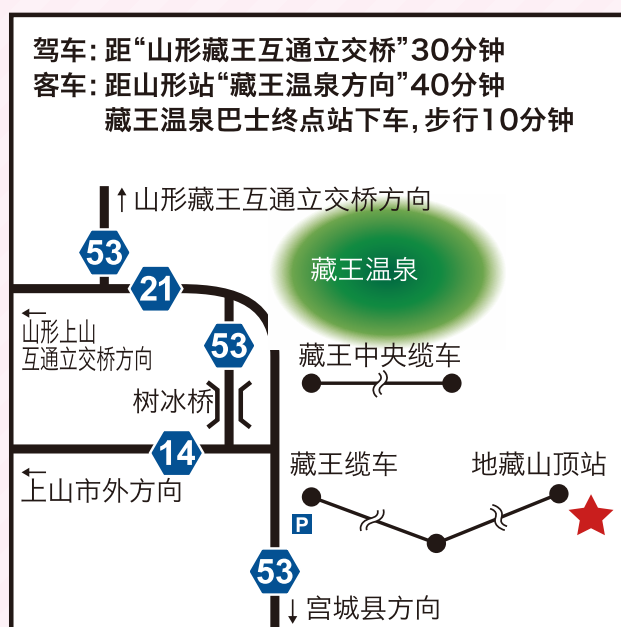 驾车：距“山形藏王互通立交桥”30分钟
客车：距山形站“藏王温泉方向”40分钟
藏王温泉巴士终点站下车，步行10分钟
↑山形藏王互通立交桥方向
53
藏王温泉
21
←
山形上山
互通立交桥方向
53
藏王中央缆车
树冰桥
14
←
上山市外方向
藏王缆车
地藏山顶站
P
53
↓宫城县方向